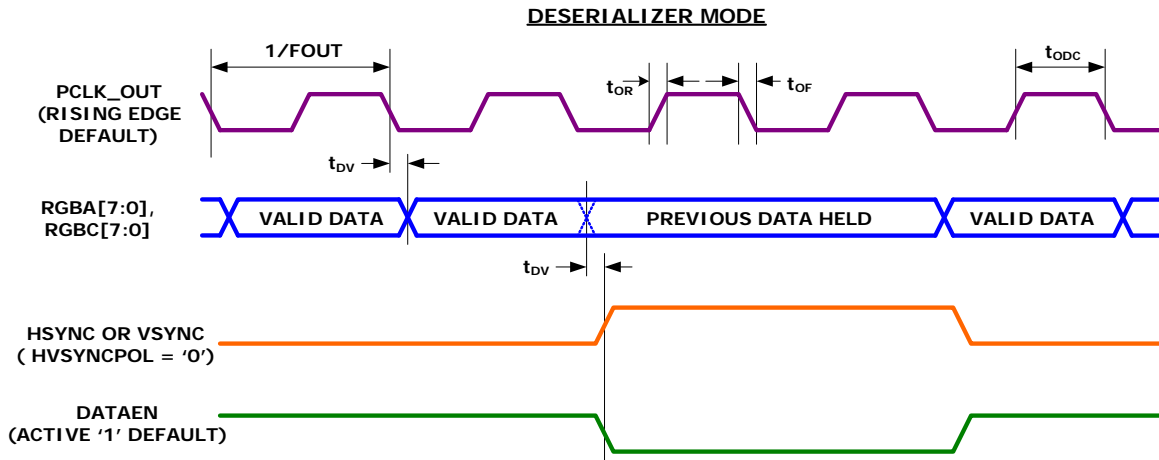 DESERIALIZER MODE
1/FOUT
tOR
tOF
tODC
PCLK_OUT
(RISING EDGE
DEFAULT)
tDV
RGBA[7:0],
RGBC[7:0]
VALID DATA
VALID DATA
PREVIOUS DATA HELD
VALID DATA
tDV
HSYNC OR VSYNC
( HVSYNCPOL = ‘0’)
DATAEN
(ACTIVE ‘1’ DEFAULT)